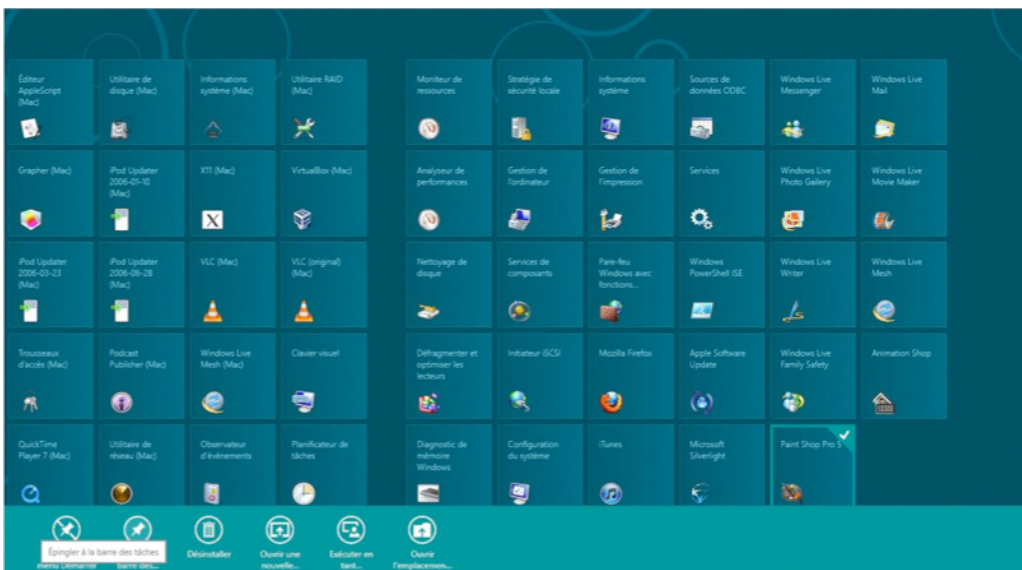 Éditeur
AppleScript
(Mac)
Utilitaire de
disque (Mac)
Informations
système (Mac)
Utilitaire RAID
(Mac)
Moniteur de
ressources
Stratégie de
sécurité locale
Informations
système
Sources de
données ODBC
Windows Live
Messenger
Windows Live
Mail
Grapher (Mac)
iPod Updater
2006-01-10
(Mac)
X11 (Mac)
VirtualBox (Mac)
Analyseur de
performances
Gestion de
l'ordinateur
Gestion de
l'impression
Services
Windows Live
Photo Gallery
Windows Live
Movie Maker
iPod Updater
2006-03-23
(Mac)
iPod Updater
2006-06-28
(Mac)
VLC (Mac)
VLC (original)
(Mac)
Nettoyage de
disque
Services de
composants
Pare-feu
Windows avec
fonctions...
Windows
PowerShell ISE
Windows Live
Writer
Windows Live
Mesh
Trousseaux
d'accès (Mac)
Podcast
Publisher (Mac)
Windows Live
Mesh (Mac)
Clavier visuel
Défragmenter et
optimiser les
lecteurs
Initiateur iSCSI
Mozilla Firefox
Apple Software
Update
Windows Live
Family Safety
Animation Shop
QuickTime
Player 7 (Mac)
Utilitaire de
réseau (Mac)
Observateur
d'événements
Planificateur de
tâches
Diagnostic de
mémoire
Windows
Configuration
du système
iTunes
Microsoft
Silverlight
Paint Shop Pro 5
Épingler à la barre des tâches
menu Démarrer
barre des...
Désinstaller
Ouvrir une
nouvelle...
Exécuter en
tant...
Ouvrir
l'emplacemen...